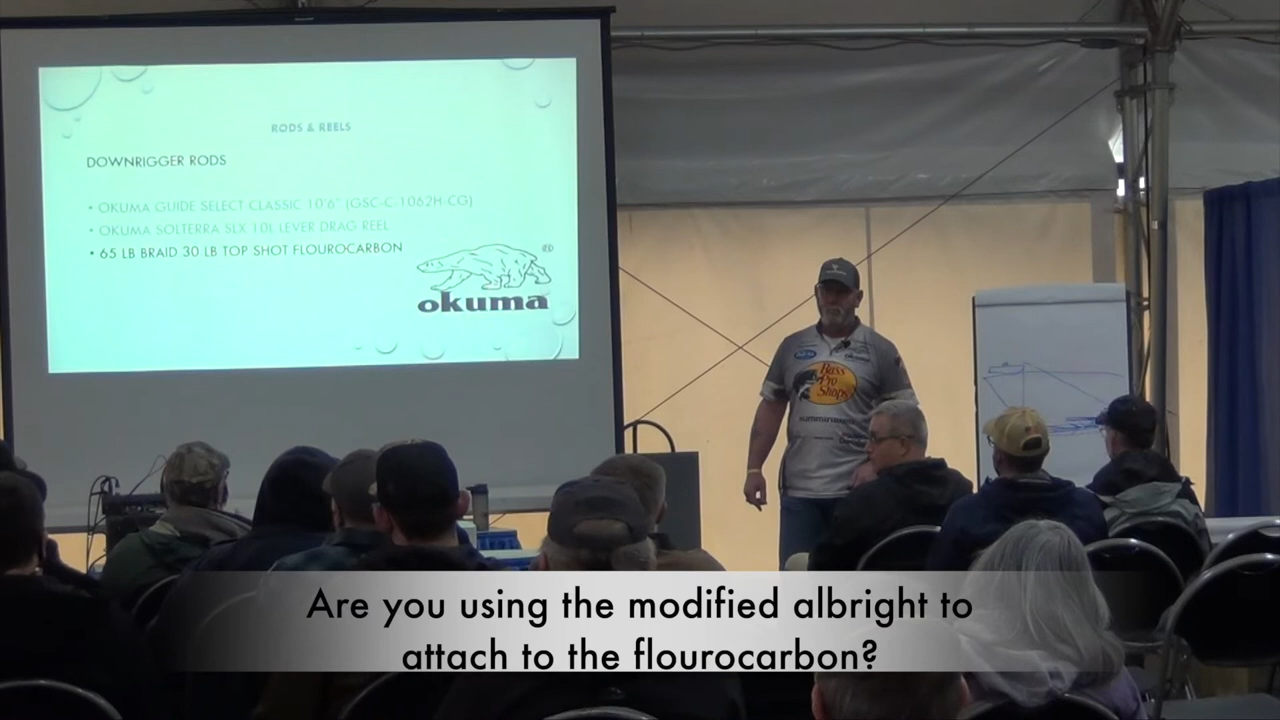 RODS & REELS
DOWNRIGGER RODS
• OKUMA GUIDE SELECT CLASSIC 10'6" (GSC-C-1062H-CG)
• OKUMA SOLTERRA SLX 10L LEVER DRAG REEL
• 65 LB BRAID 30 LB TOP SHOT FLOUROCARBON
okuma
Bass
Pro
Shops
Are you using the modified albright to
attach to the flourocarbon?